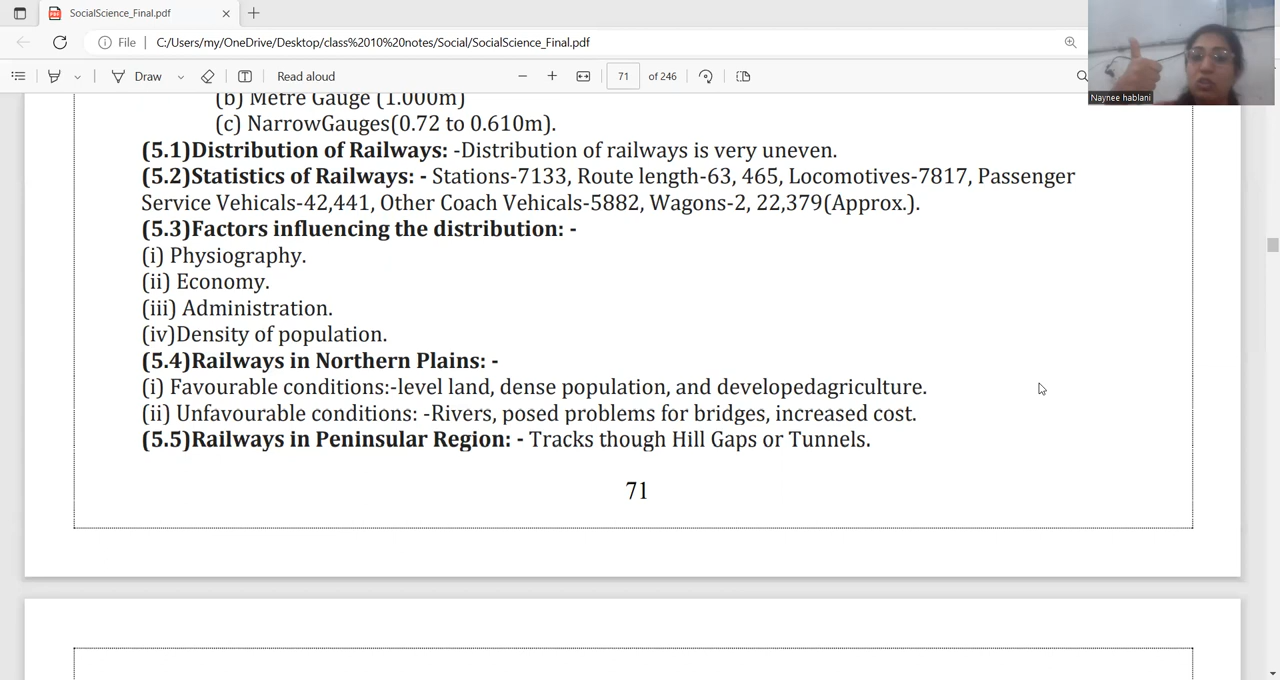 SocialScience_Final.pdf
File
C:/Users/my/OneDrive/Desktop/class%2010%20notes/Social/SocialScience_Final.pdf
Draw
Read aloud
71
of 246
Naynee hablani
(b) Metre Gauge (1.000m)
(c) NarrowGauges(0.72 to 0.610m).
(5.1)Distribution of Railways: -Distribution of railways is very uneven.
(5.2)Statistics of Railways: - Stations-7133, Route length-63, 465, Locomotives-7817, Passenger
Service Vehicals-42,441, Other Coach Vehicals-5882, Wagons-2, 22,379(Approx.).
(5.3)Factors influencing the distribution: -
(i) Physiography.
(ii) Economy.
(iii) Administration.
(iv)Density of population.
(5.4)Railways in Northern Plains: -
(i) Favourable conditions:-level land, dense population, and developedagriculture.
(ii) Unfavourable conditions: -Rivers, posed problems for bridges, increased cost.
(5.5)Railways in Peninsular Region: - Tracks though Hill Gaps or Tunnels.
71